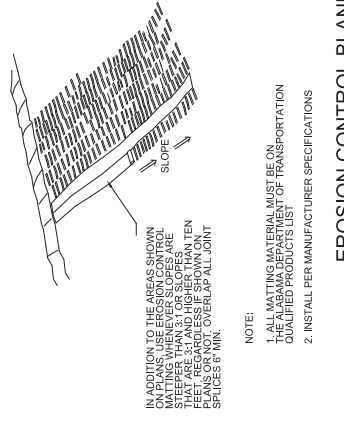 SLOPE
IN ADDITION TO THE AREAS SHOWN
ON PLANS, USE EROSION CONTROL
MATTING WHENEVER SLOPES ARE
STEEPER THAN 3:1 OR SLOPES
THAT ARE 3:1 AND HIGHER THAN TEN
FEET, REGARDLESS IF SHOWN ON
PLANS OR NOT. OVERLAP ALL JOINT
SPLICES 6" MIN.
NOTE:
1. ALL MATTING MATERIAL MUST BE ON
THE ALABAMA DEPARTMENT OF TRANSPORTATION
QUALIFIED PRODUCTS LIST
2. INSTALL PER MANUFACTURER SPECIFICATIONS
EROSION CONTROL BLAN